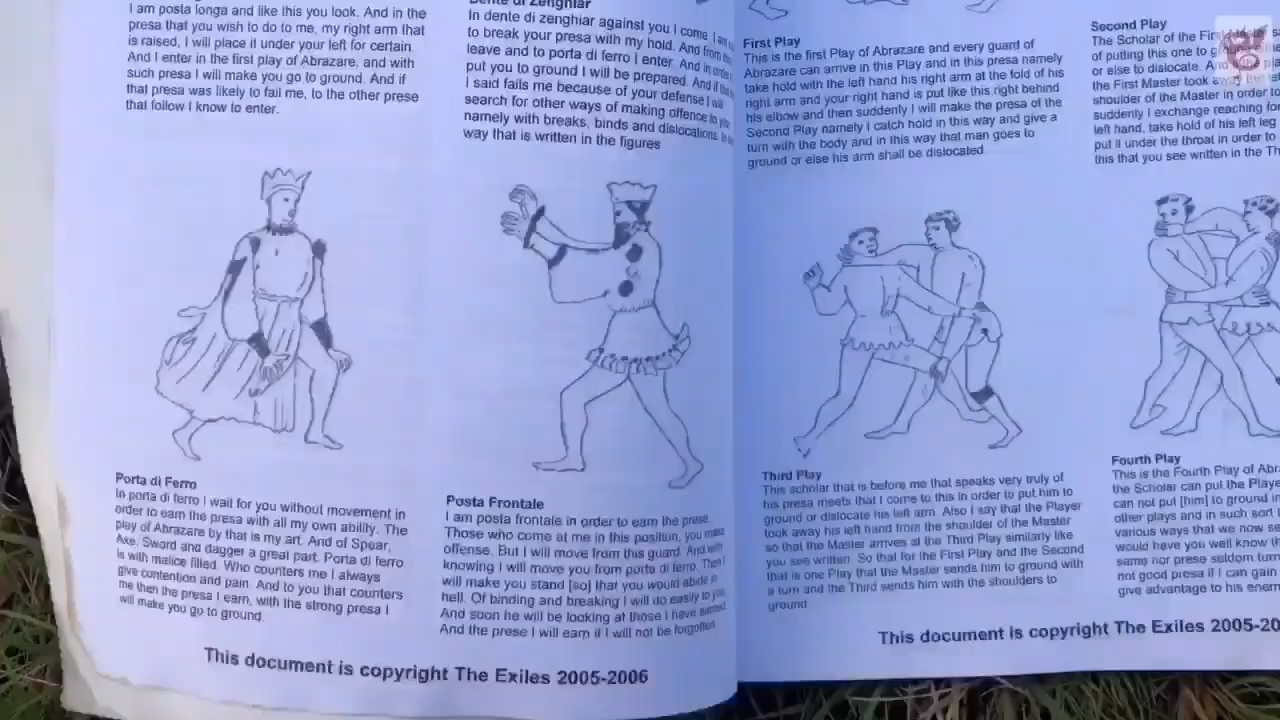 I am posta longa and like this you look. And in the
presa that you wish to do to me, my right arm that
is raised, I will place it under your left for certain.
And I enter in the first play of Abrazare, and with
such presa I will make you go to ground. And if
that presa was likely to fail me, to the other prese
that follow I know to enter.
Dente di Zenghiar
In dente di zenghiar against you I come. I am
to break your presa with my hold. And from
leave and to porta di ferro I enter. And in order
put you to ground I will be prepared. And if
I said fails me because of your defense I will
search for other ways of making offence to you
namely with breaks, binds and dislocations.
way that is written in the figures
Porta di Ferro
In porta di ferro I wait for you without movement in
order to earn the presa with all my own ability. The
play of Abrazare by that is my art. And of Spear,
Axe, Sword and dagger a great part. Porta di ferro
is with malice filled. Who counters me I always
give contention and pain. And to you that counters
me then the presa I earn, with the strong presa I
will make you go to ground.
Posta Frontale
I am posta frontale in order to earn the prese.
Those who come at me in this position, you make
offense. But I will move from this guard. And with
knowing I will move you from porta di ferro. Then I
will make you stand [so] that you would abide in
hell. Of binding and breaking I will do easily to you.
And soon he will be looking at those I have earned.
And the prese I will earn if I will not be forgotten.
This document is copyright The Exiles 2005-2006
First Play
This is the first Play of Abrazare and every guard of
Abrazare can arrive in this Play and in this presa namely
take hold with the left hand his right arm at the fold of his
right arm and your right hand is put like this right behind
his elbow and then suddenly I will make the presa of the
Second Play namely I catch hold in this way and give a
turn with the body and in this way that man goes to
ground or else his arm shall be dislocated.
Second Play
The Scholar of the First
of putting this one to
or else to dislocate. And
the First Master took away
shoulder of the Master in order to
suddenly I exchange reaching for
left hand, take hold of his left leg
put it under the throat in order to
this that you see written in the
Third Play
This scholar that is before me that speaks very truly of
his presa meets that I come to this in order to put him to
ground or dislocate his left arm. Also I say that the Player
took away his left hand from the shoulder of the Master
so that the Master arrives at the Third Play similarly like
you see written. So that for the First Play and the Second
that is one Play that the Master sends him to ground with
a turn and the Third sends him with the shoulders to
ground.
Fourth Play
This is the Fourth Play of
the Scholar can put the
can not put [him] to ground
other plays and in such sort
various ways that we now
would have you well know
same nor prese seldom turn
not good presa if I can gain
give advantage to his
This document is copyright The Exiles